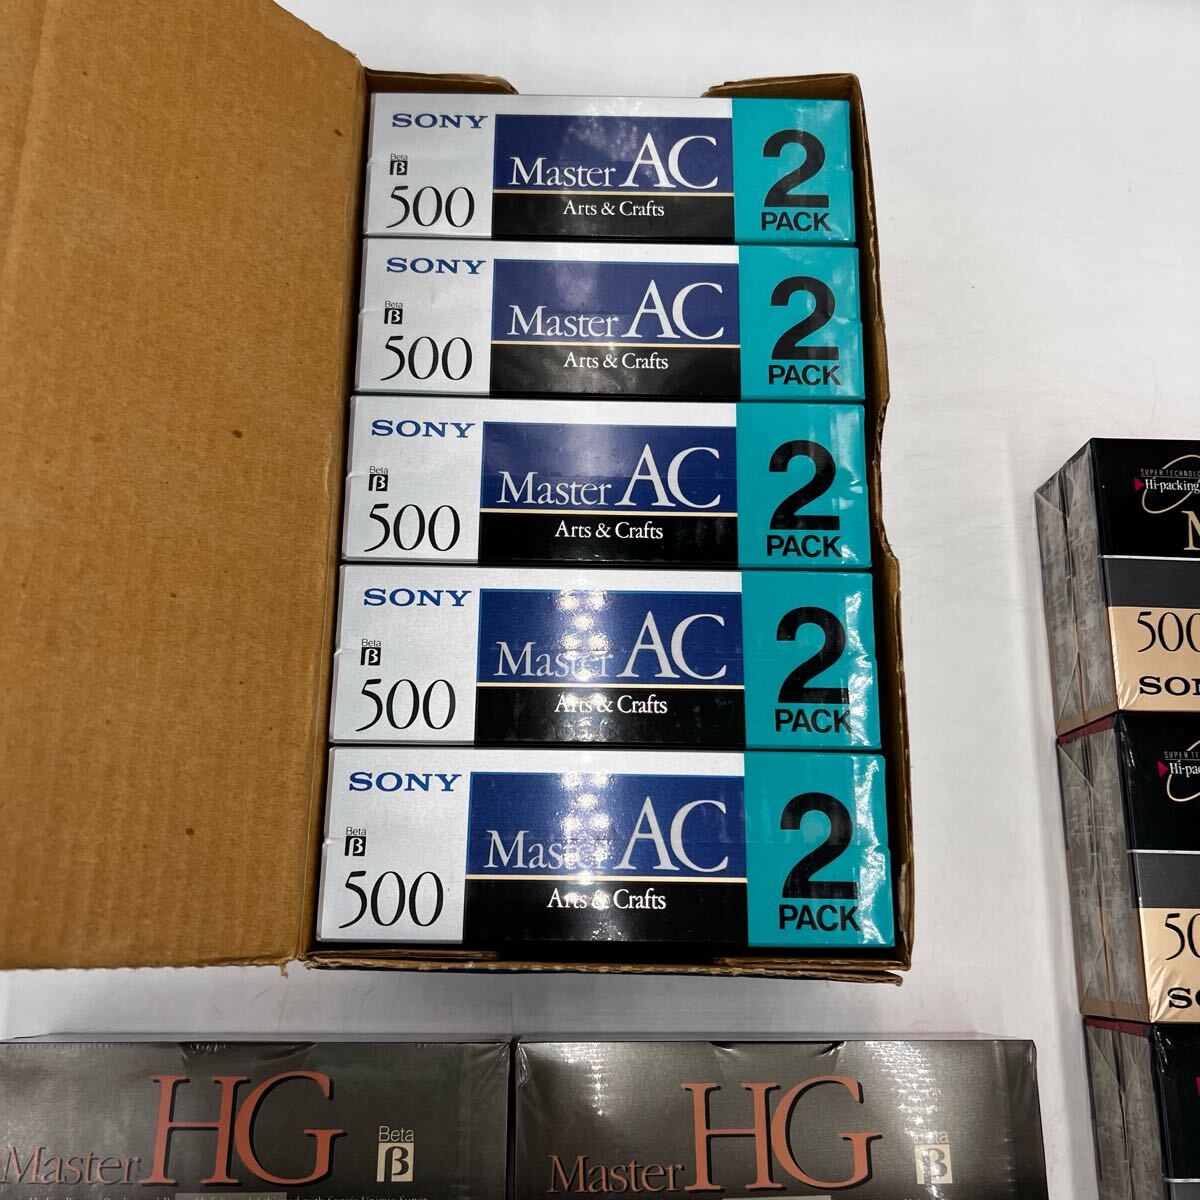 SONY
Beta
β
500
Master AC
Arts & Crafts
2
PACK
SONY
Beta
β
500
Master AC
Arts & Crafts
2
PACK
SONY
Beta
β
500
Master AC
Arts & Crafts
2
PACK
SONY
Beta
β
500
Master AC
Arts & Crafts
2
PACK
SONY
Beta
β
500
Master AC
Arts & Crafts
2
PACK
Hi-packing
500
Master HG
Beta
β
Master HG
Beta
β